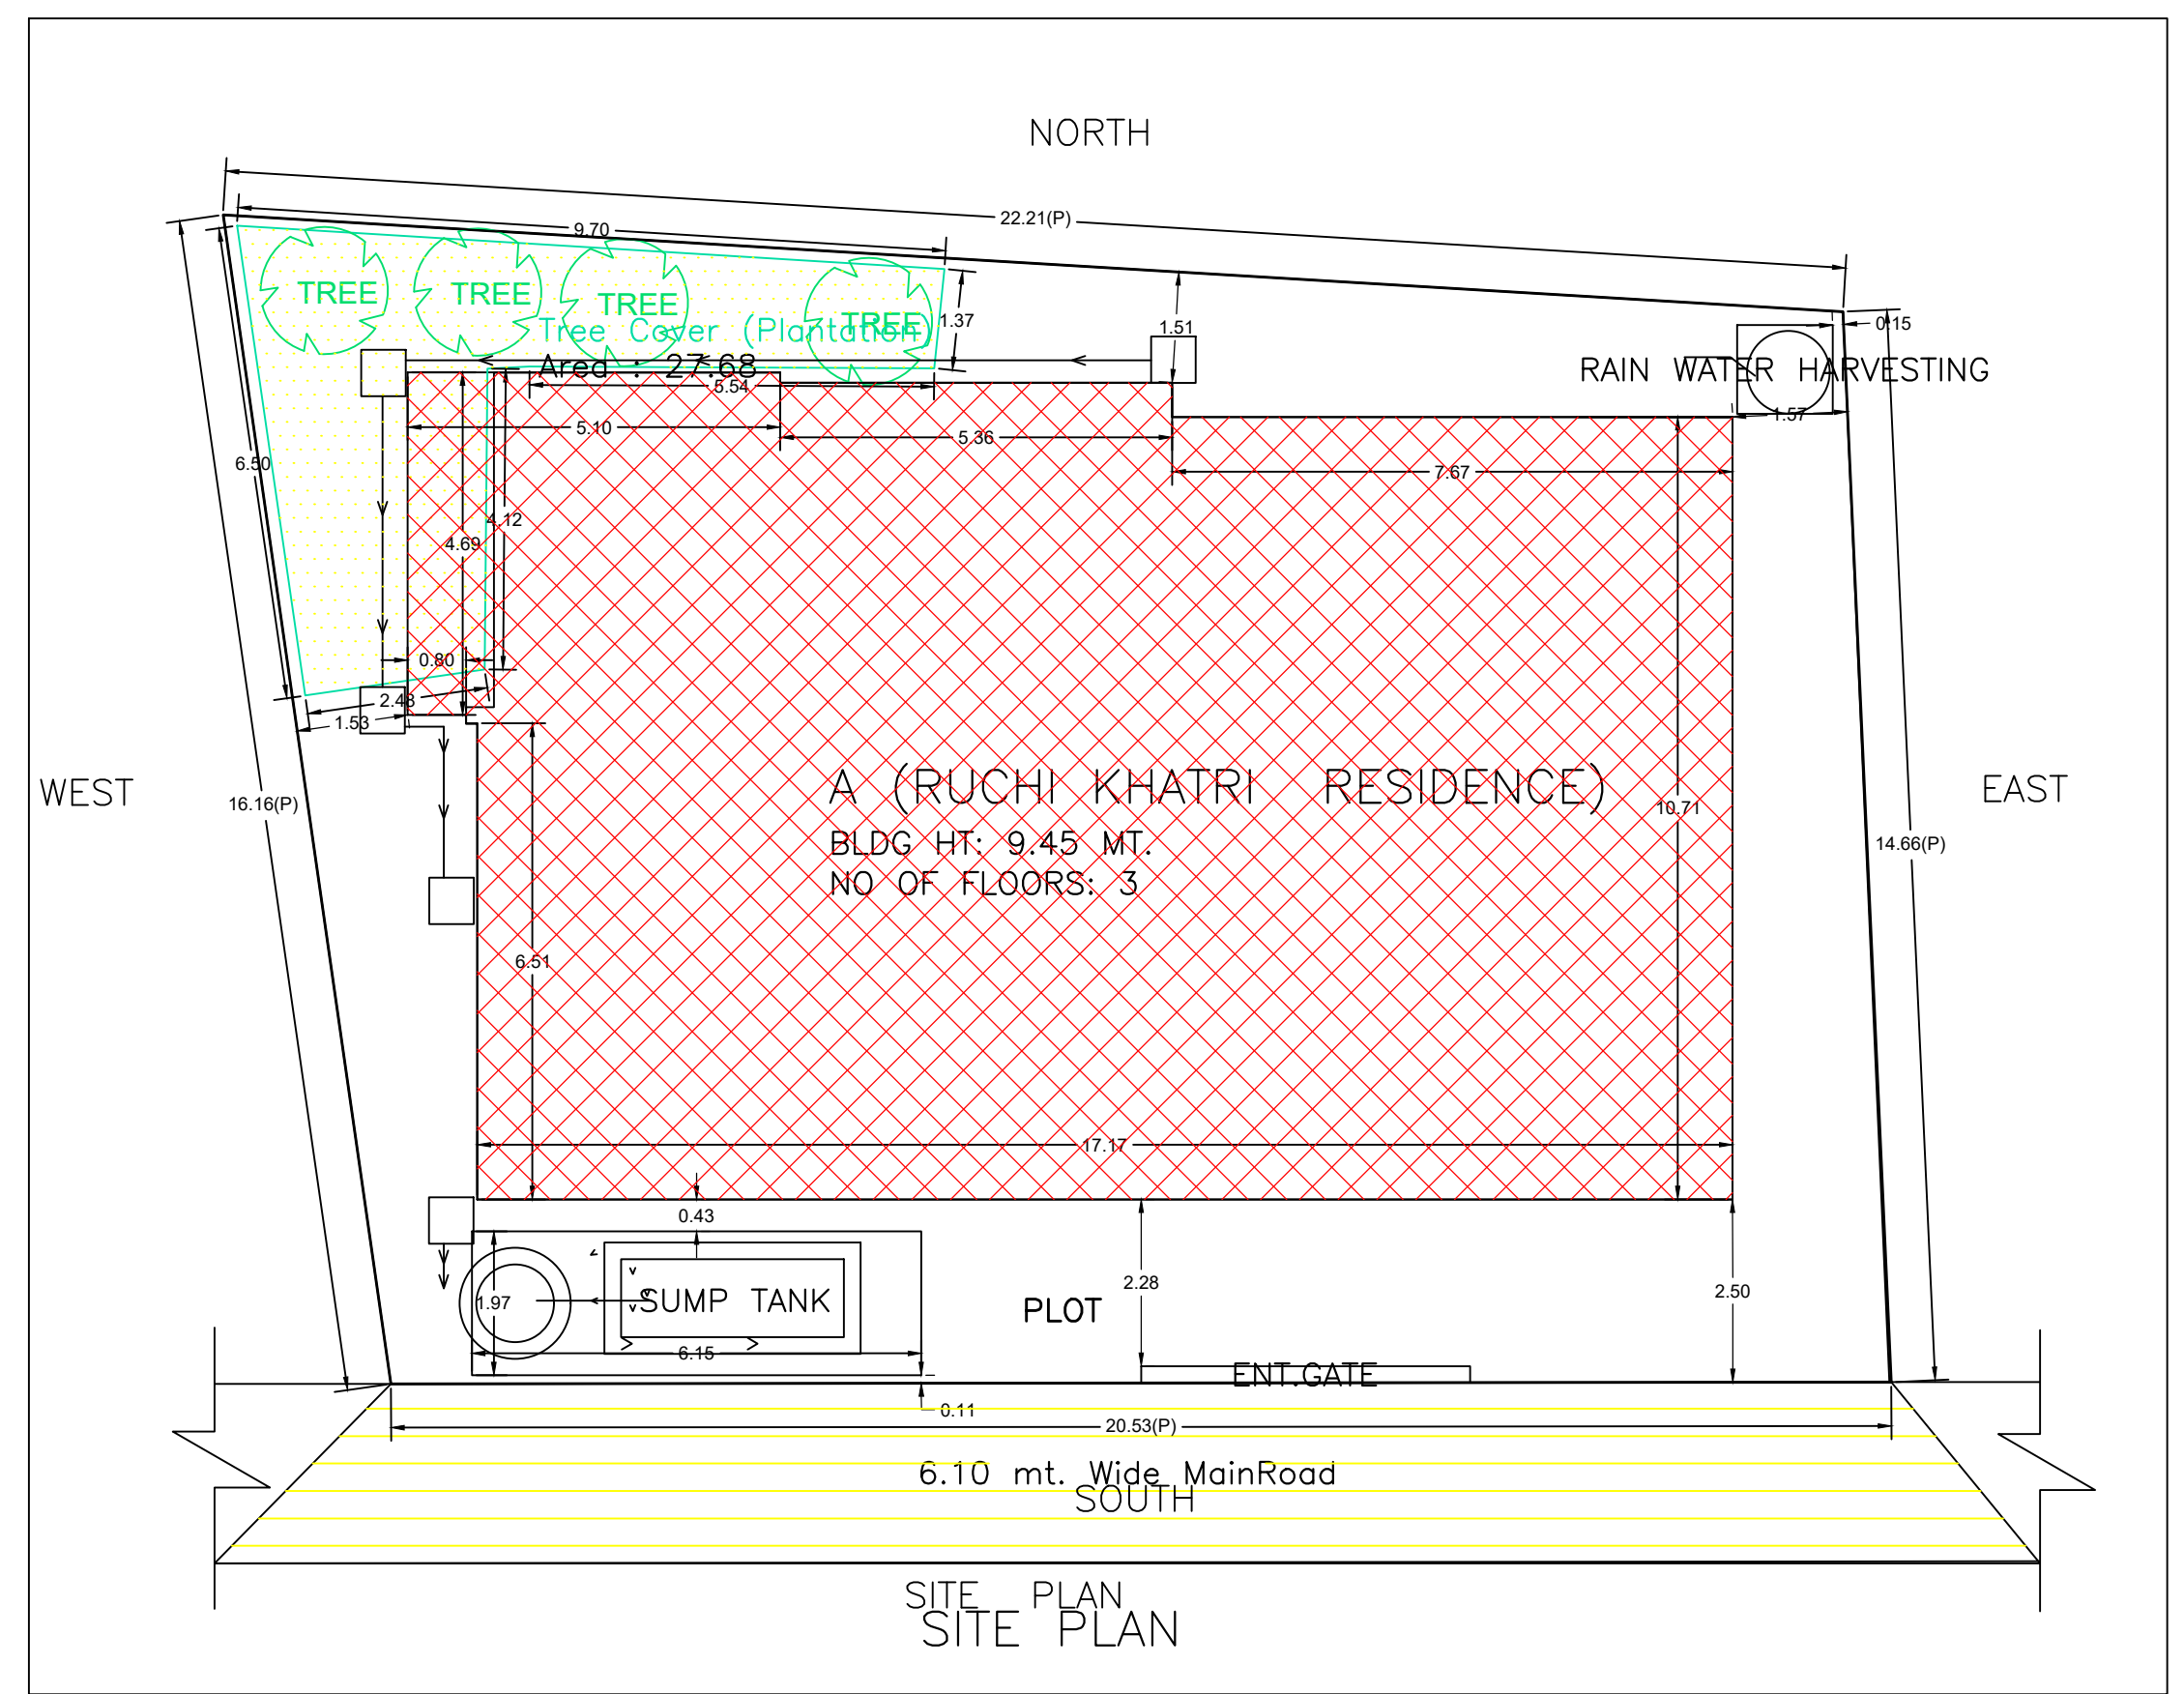 NORTH
22.21(P)
9.70
TREE
TREE
TREE
TREE
Tree Cover (Plantation)
1.37
1.51
0.15
Area : 27.68
5.54
RAIN WATER HARVESTING
1.57
5.10
5.36
6.50
7.67
4.12
4.69
0.80
2.48
1.53
WEST
16.16(P)
A (RUCHI KHATRI RESIDENCE)
BLDG HT: 9.45 MT.
NO OF FLOORS: 3
10.71
EAST
14.66(P)
6.51
17.17
0.43
2.28
2.50
1.97
SUMP TANK
PLOT
6.15
ENT.GATE
0.11
20.53(P)
6.10 mt. Wide MainRoad
SOUTH
SITE PLAN
SITE PLAN